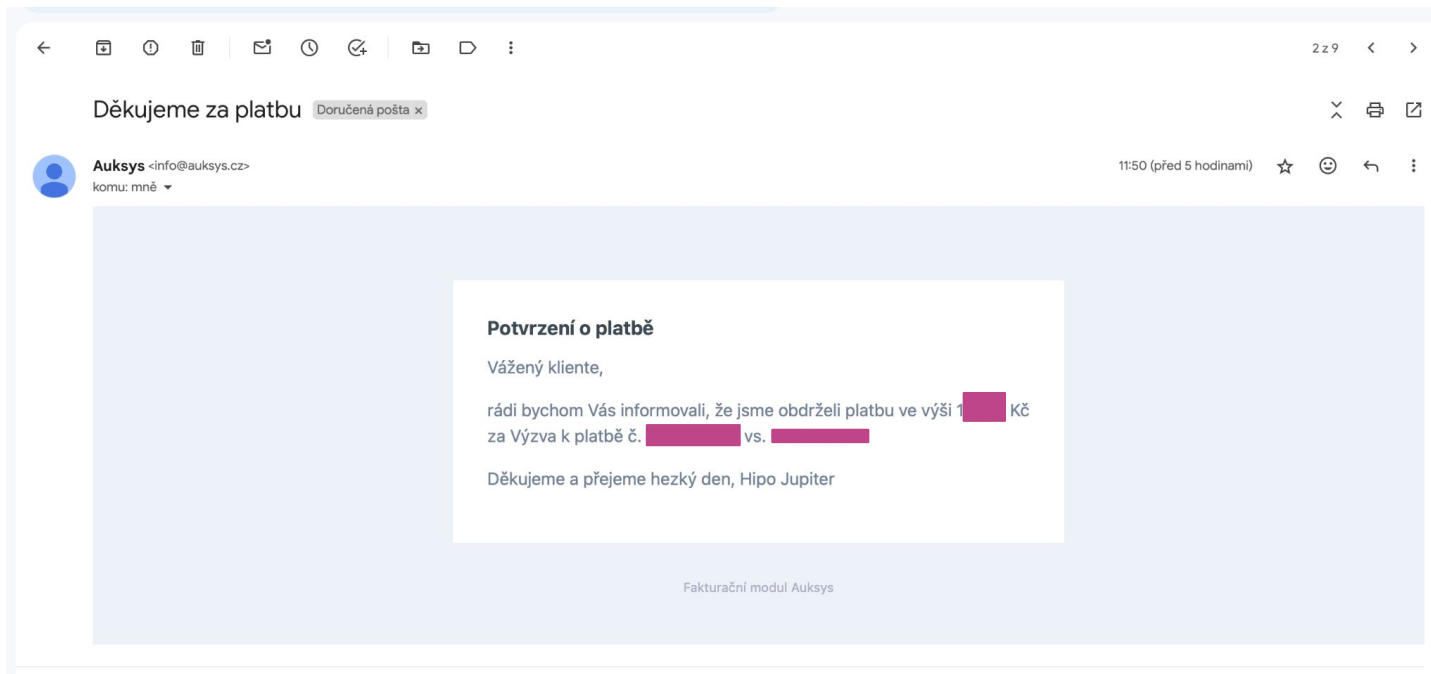 2 z 9
Děkujeme za platbu Doručená pošta ×
Auksys <info@auksys.cz> 11:50 (před 5 hodinami)
komu: mně
Potvrzení o platbě
Vážený kliente,
rádi bychom Vás informovali, že jsme obdrželi platbu ve výši 1 Kč
za Výzva k platbě č. vs.
Děkujeme a přejeme hezký den, Hipo Jupiter
Fakturační modul Auksys